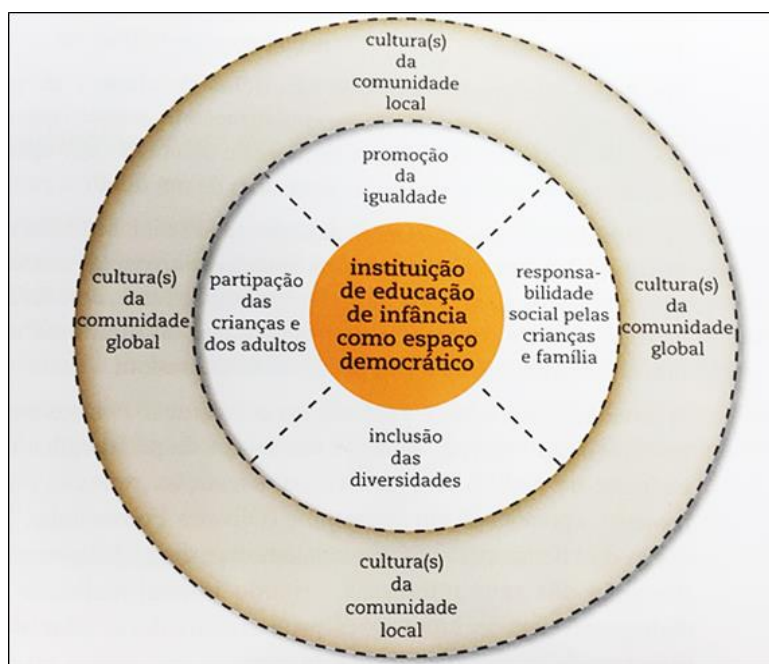 cultura(s)
da
comunidade
local
promoção
da
igualdade
cultura(s)
da
comunidade
global
partipação
das
crianças e
dos adultos
instituição
de educação
de infância
como espaço
democrático
responsa-
bilidade
social pelas
crianças
e família
cultura(s)
da
comunidade
global
inclusão
das
diversidades
cultura(s)
da
comunidade
local